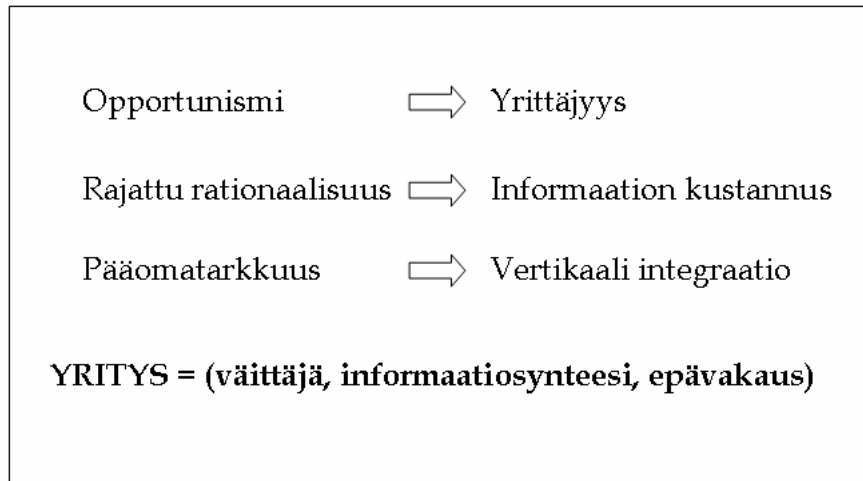 Opportunismi ⇨ Yrittäjyys
Rajattu rationaalisuus ⇨ Informaation kustannus
Pääomatarkkuus ⇨ Vertikaali integraatio
YRITYS = (väittäjä, informaatiosynteesi, epävakaus)